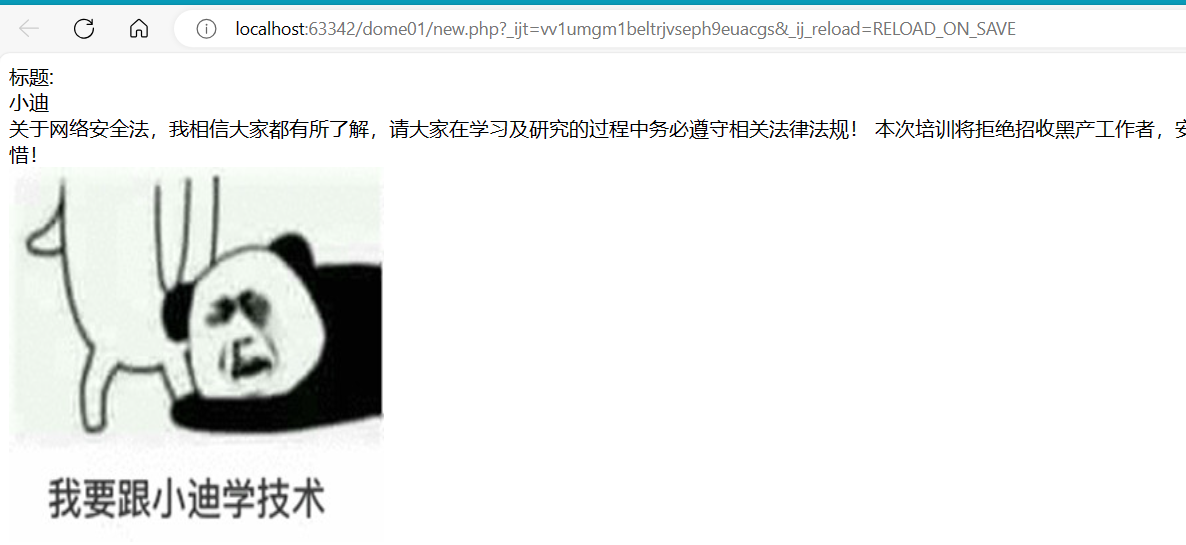 localhost:63342/dome01/new.php?_ijt=vv1umgm1beltrjvseph9euacgs&_ij_reload=RELOAD_ON_SAVE
标题:
小迪
关于网络安全法，我相信大家都有所了解，请大家在学习及研究的过程中务必遵守相关法律法规！ 本次培训将拒绝招收黑产工作者，安
惜！
我要跟小迪学技术